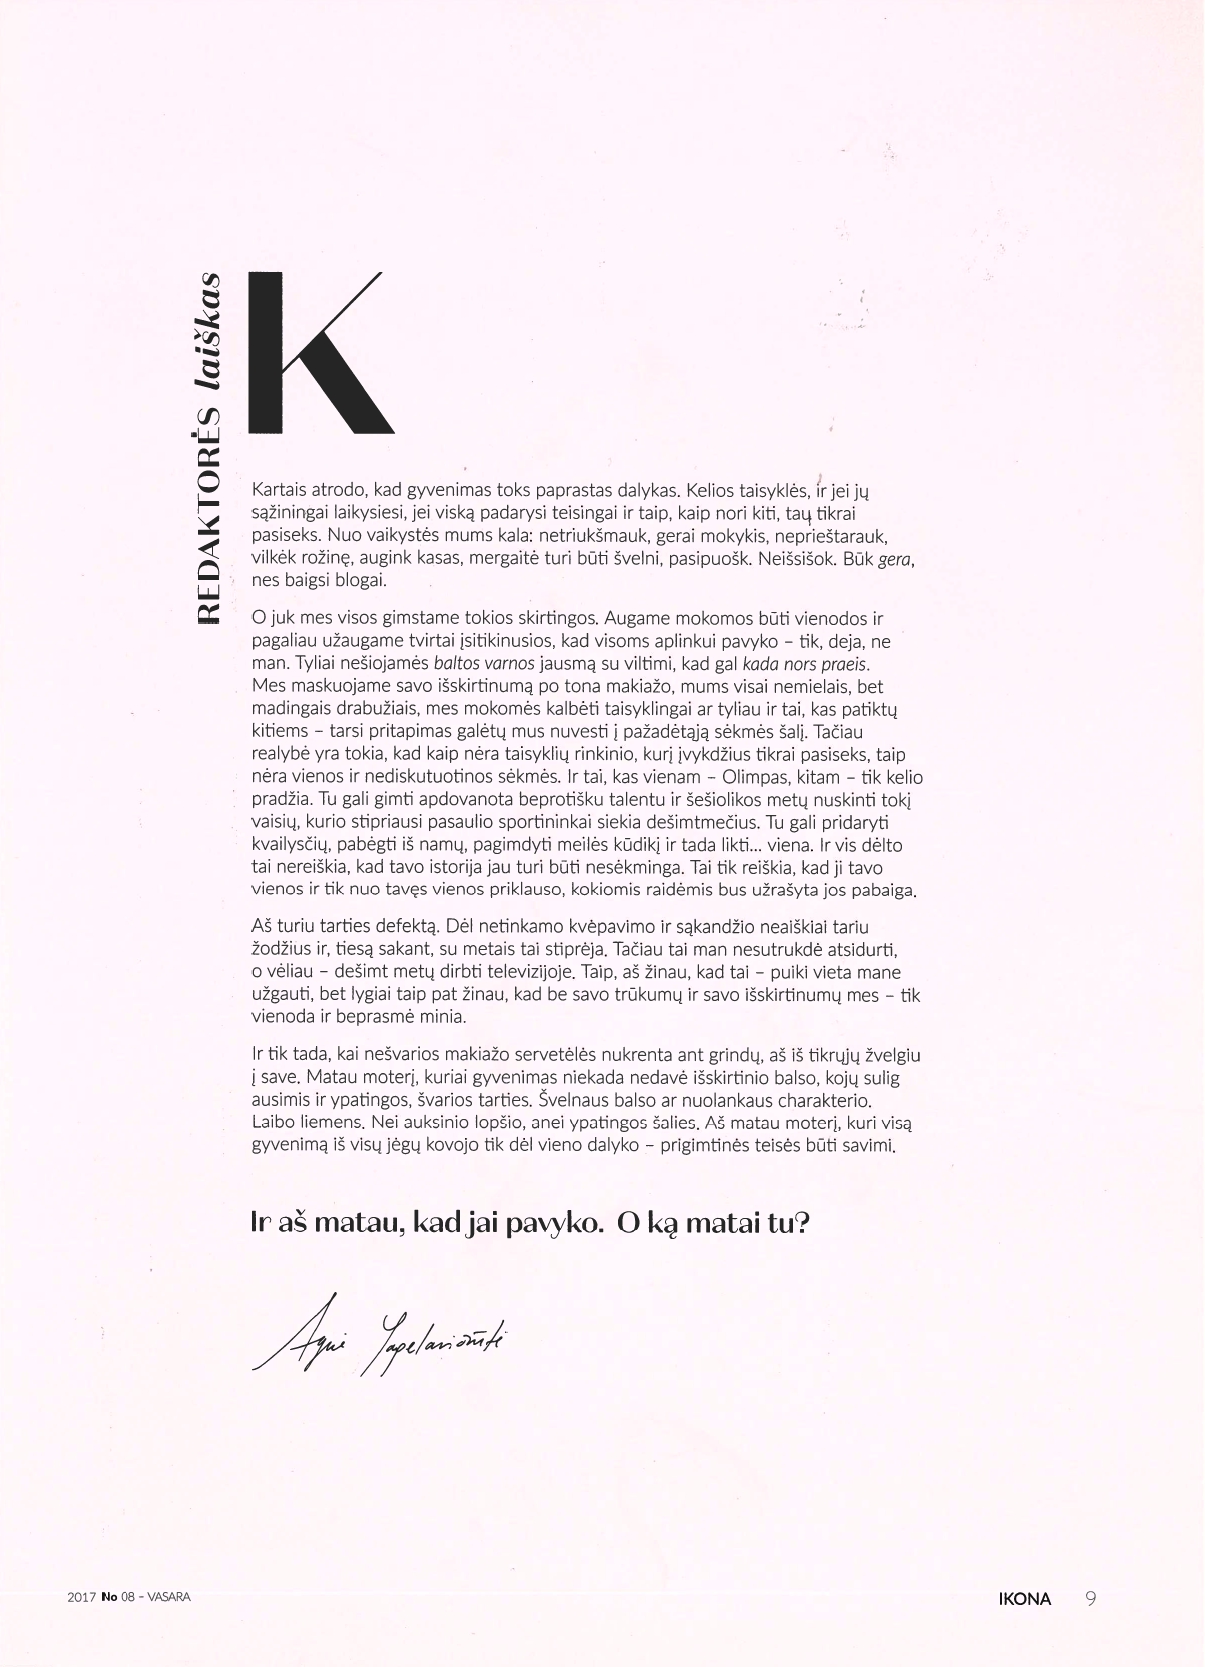 REDAKTORĖS laiškas
K
Kartais atrodo, kad gyvenimas toks paprastas dalykas. Kelios taisyklės, ir jei jų
sąžiningai laikysiesi, jei viską padarysi teisingai ir taip, kaip nori kiti, tau tikrai
pasiseks. Nuo vaikystės mums kala: netriukšmauk, gerai mokykis, neprieštarauk,
vilkėk rožinę, augink kasas, mergaitė turi būti švelni, pasipuošk. Neišsišok. Būk gera,
nes baigsi blogai.
O juk mes visos gimstame tokios skirtingos. Augame mokomos būti vienodos ir
pagaliau užaugame tvirtai įsitikinusios, kad visoms aplinkui pavyko – tik, deja, ne
man. Tyliai nešiojamės baltos varnos jausmą su viltimi, kad gal kada nors praeis.
Mes maskuojame savo išskirtinumą po tona makiažo, mums visai nemielais, bet
madingais drabužiais, mes mokomės kalbėti taisyklingai ar tyliau ir tai, kas patiktų
kitiems – tarsi pritapimas galėtų mus nuvesti į pažadėtąją sėkmės šalį. Tačiau
realybė yra tokia, kad kaip nėra taisyklių rinkinio, kurį įvykdžius tikrai pasiseks, taip
nėra vienos ir nediskutuotinos sėkmės. Ir tai, kas vienam – Olimpas, kitam – tik kelio
pradžia. Tu gali gimti apdovanota beprotišku talentu ir šešiolikos metų nuskinti tokį
vaisių, kurio stipriausi pasaulio sportininkai siekia dešimtmečius. Tu gali pridaryti
kvailysčių, pabėgti iš namų, pagimdyti meilės kūdikį ir tada likti... viena. Ir vis dėlto
tai nereiškia, kad tavo istorija jau turi būti nesėkminga. Tai tik reiškia, kad ji tavo
vienos ir tik nuo tavęs vienos priklauso, kokiomis raidėmis bus užrašyta jos pabaiga.
Aš turiu tarties defektą. Dėl netinkamo kvėpavimo ir sąkandžio neaiškiai tariu
žodžius ir, tiesą sakant, su metais tai stiprėja. Tačiau tai man nesutrukdė atsidurti,
o vėliau – dešimt metų dirbti televizijoje. Taip, aš žinau, kad tai – puiki vieta mane
užgauti, bet lygiai taip pat žinau, kad be savo trūkumų ir savo išskirtinumų mes – tik
vienoda ir beprasmė minia.
Ir tik tada, kai nešvarios makiažo servetėlės nukrenta ant grindų, aš iš tikrųjų žvelgiu
į save. Matau moterį, kuriai gyvenimas niekada nedavė išskirtinio balso, kojų sulig
ausimis ir ypatingos, švarios tarties. Švelnaus balso ar nuolankaus charakterio.
Laibo liemens. Nei auksinio lopšio, anei ypatingos šalies. Aš matau moterį, kuri visą
gyvenimą iš visų jėgų kovojo tik dėl vieno dalyko – prigimtinės teisės būti savimi.
Ir aš matau, kad jai pavyko. O ką matai tu?
Agnė Jagelavičiūtė
2017 No 08 – VASARA
IKONA 9